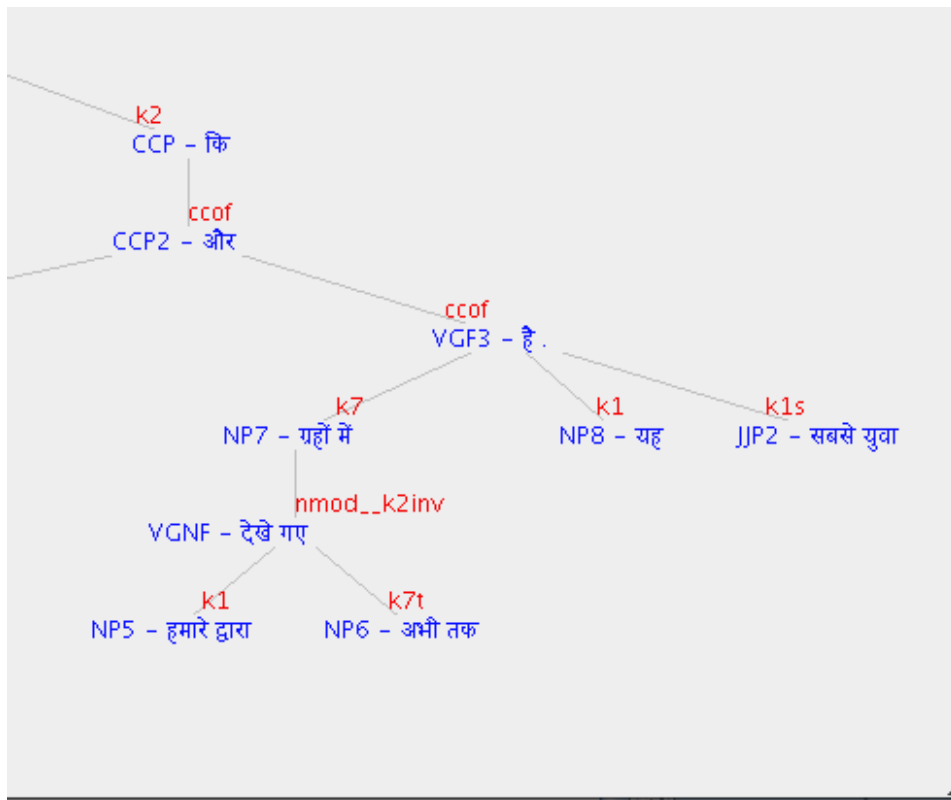 k2
CCP - कि
ccof
CCP2 - और
ccof
VGF3 - है .
k7 k1 k1s
NP7 - ग्रहों में NP8 - यह JJP2 - सबसे युवा
nmod__k2inv
VGNF - देखे गए
k1 k7t
NP5 - हमारे द्वारा NP6 - अभी तक